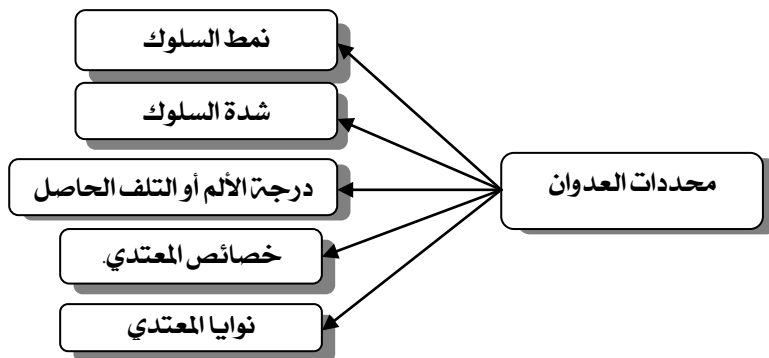 محددات العدوان
نمط السلوك
شدة السلوك
درجة الألم أو التلف الحاصل
خصائص المعتدي.
نوايا المعتدي